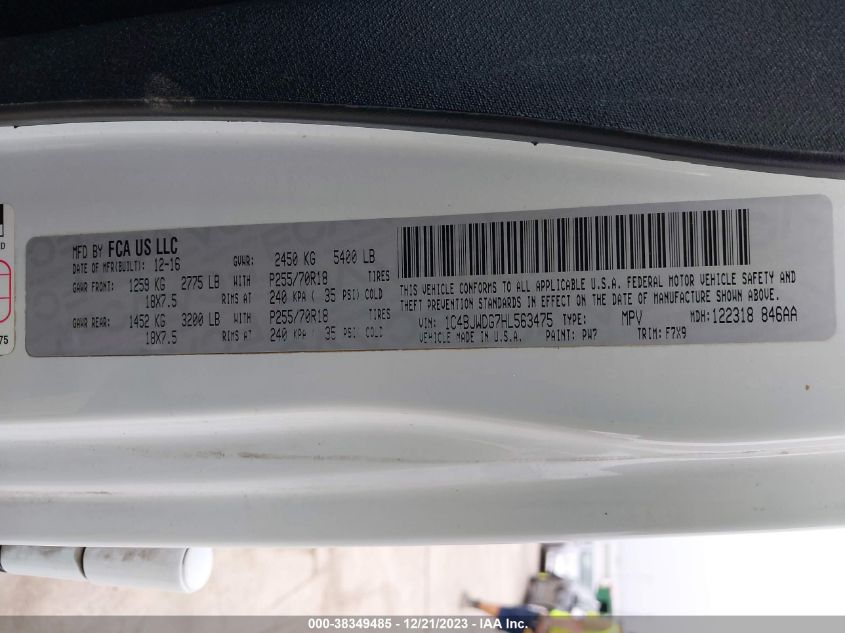 MFD BY FCA US LLC
DATE OF MFR(BUILT): 12-16 GVWR: 2450 KG 5400 LB
GAWR FRONT: 1259 KG 2775 LB WITH P255/70R18 TIRES
18X7.5 RIMS AT 240 KPA ( 35 PSI) COLD
GAWR REAR: 1452 KG 3200 LB WITH P255/70R18 TIRES
18X7.5 RIMS AT 240 KPA ( 35 PSI) COLD
THIS VEHICLE CONFORMS TO ALL APPLICABLE U.S.A. FEDERAL MOTOR VEHICLE SAFETY AND
THEFT PREVENTION STANDARDS IN EFFECT ON THE DATE OF MANUFACTURE SHOWN ABOVE.
VIN: 1C4BJWDG7HL563475 TYPE: MPV MDH: 122318 846AA
VEHICLE MADE IN U.S.A. PAINT: PW7 TRIM: F7X9
D
75
000-38349485 - 12/21/2023 - IAA Inc.